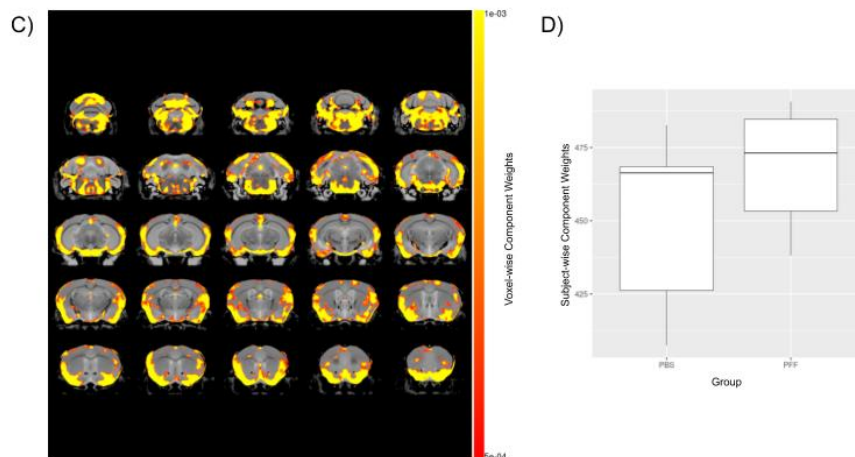 C)
1e-03
Voxel-wise Component Weights
5e-04
D)
Subject-wise Component Weights
475
450
425
PBS
PFF
Group